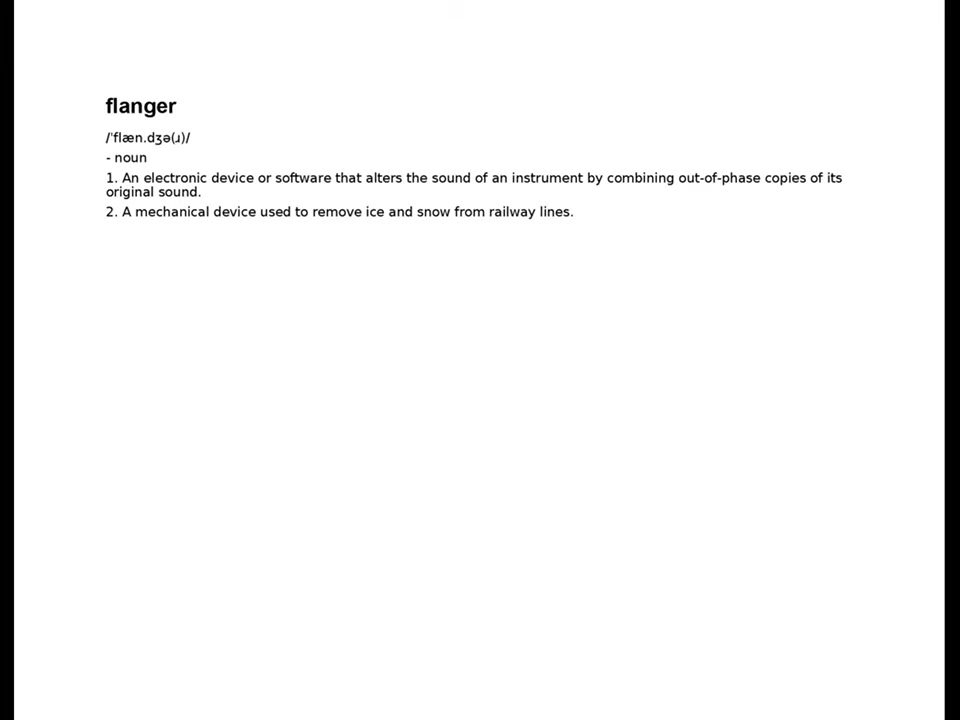 flanger
/ˈflæn.dʒə(ɹ)/
- noun
1. An electronic device or software that alters the sound of an instrument by combining out-of-phase copies of its
original sound.
2. A mechanical device used to remove ice and snow from railway lines.